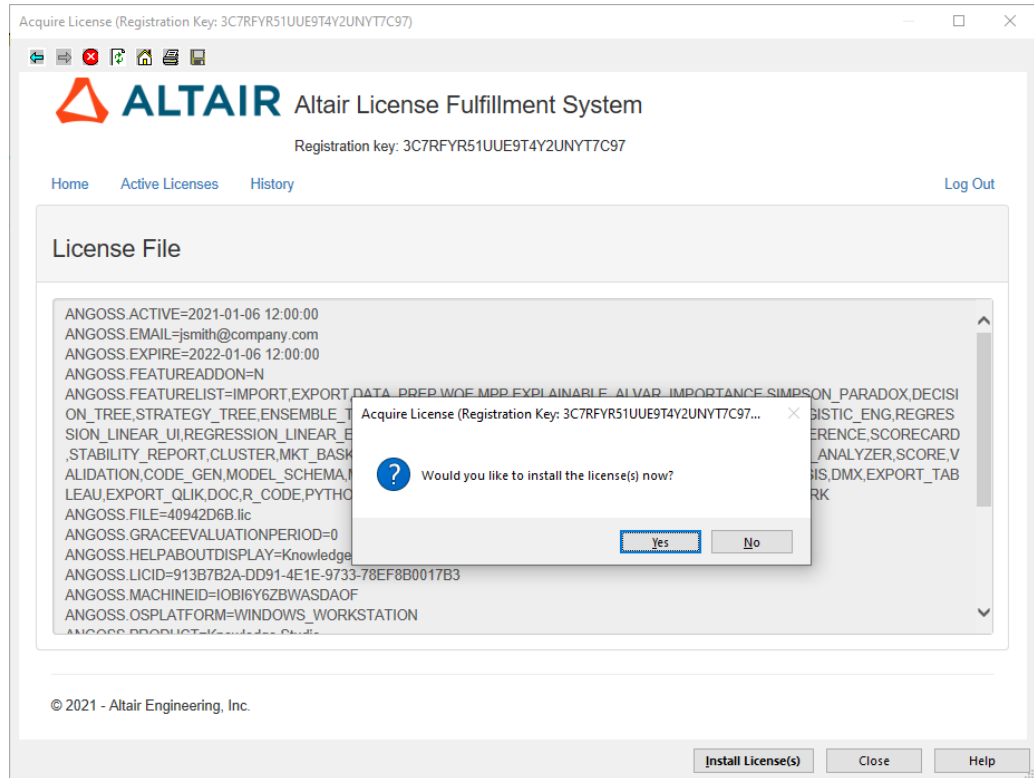 Acquire License (Registration Key: 3C7RFYR51UUE9T4Y2UNYT7C97)
ALTAIR Altair License Fulfillment System
Registration key: 3C7RFYR51UUE9T4Y2UNYT7C97
Home Active Licenses History Log Out
License File
ANGOSS.ACTIVE=2021-01-06 12:00:00
ANGOSS.EMAIL=jsmith@company.com
ANGOSS.EXPIRE=2022-01-06 12:00:00
ANGOSS.FEATUREADDON=N
ANGOSS.FEATURELIST=IMPORT,EXPORT,DATA_PREP,WOE,MPP,EXPLAINABLE_AI,VAR_IMPORTANCE,SIMPSON_PARADOX,DECISI
ON_TREE,STRATEGY_TREE,ENSEMBLE_T GISTIC_ENG,REGRES
SION_LINEAR_UI,REGRESSION_LINEAR_E ERENCE,SCORECARD
,STABILITY_REPORT,CLUSTER,MKT_BASK _ANALYZER,SCORE,V
ALIDATION,CODE_GEN,MODEL_SCHEMA, SIS,DMX,EXPORT_TAB
LEAU,EXPORT_QLIK,DOC,R_CODE,PYTHO RK
ANGOSS.FILE=40942D6B.lic
ANGOSS.GRACEEVALUATIONPERIOD=0
ANGOSS.HELPABOUTDISPLAY=Knowledge
ANGOSS.LICID=913B7B2A-DD91-4E1E-9733-78EF8B0017B3
ANGOSS.MACHINEID=IOBI6Y6ZBWASDAOF
ANGOSS.OSPLATFORM=WINDOWS_WORKSTATION
ANGOSS.PRODUCT=Knowledge Studio
Acquire License (Registration Key: 3C7RFYR51UUE9T4Y2UNYT7C97...
Would you like to install the license(s) now?
Yes No
© 2021 - Altair Engineering, Inc.
Install License(s) Close Help